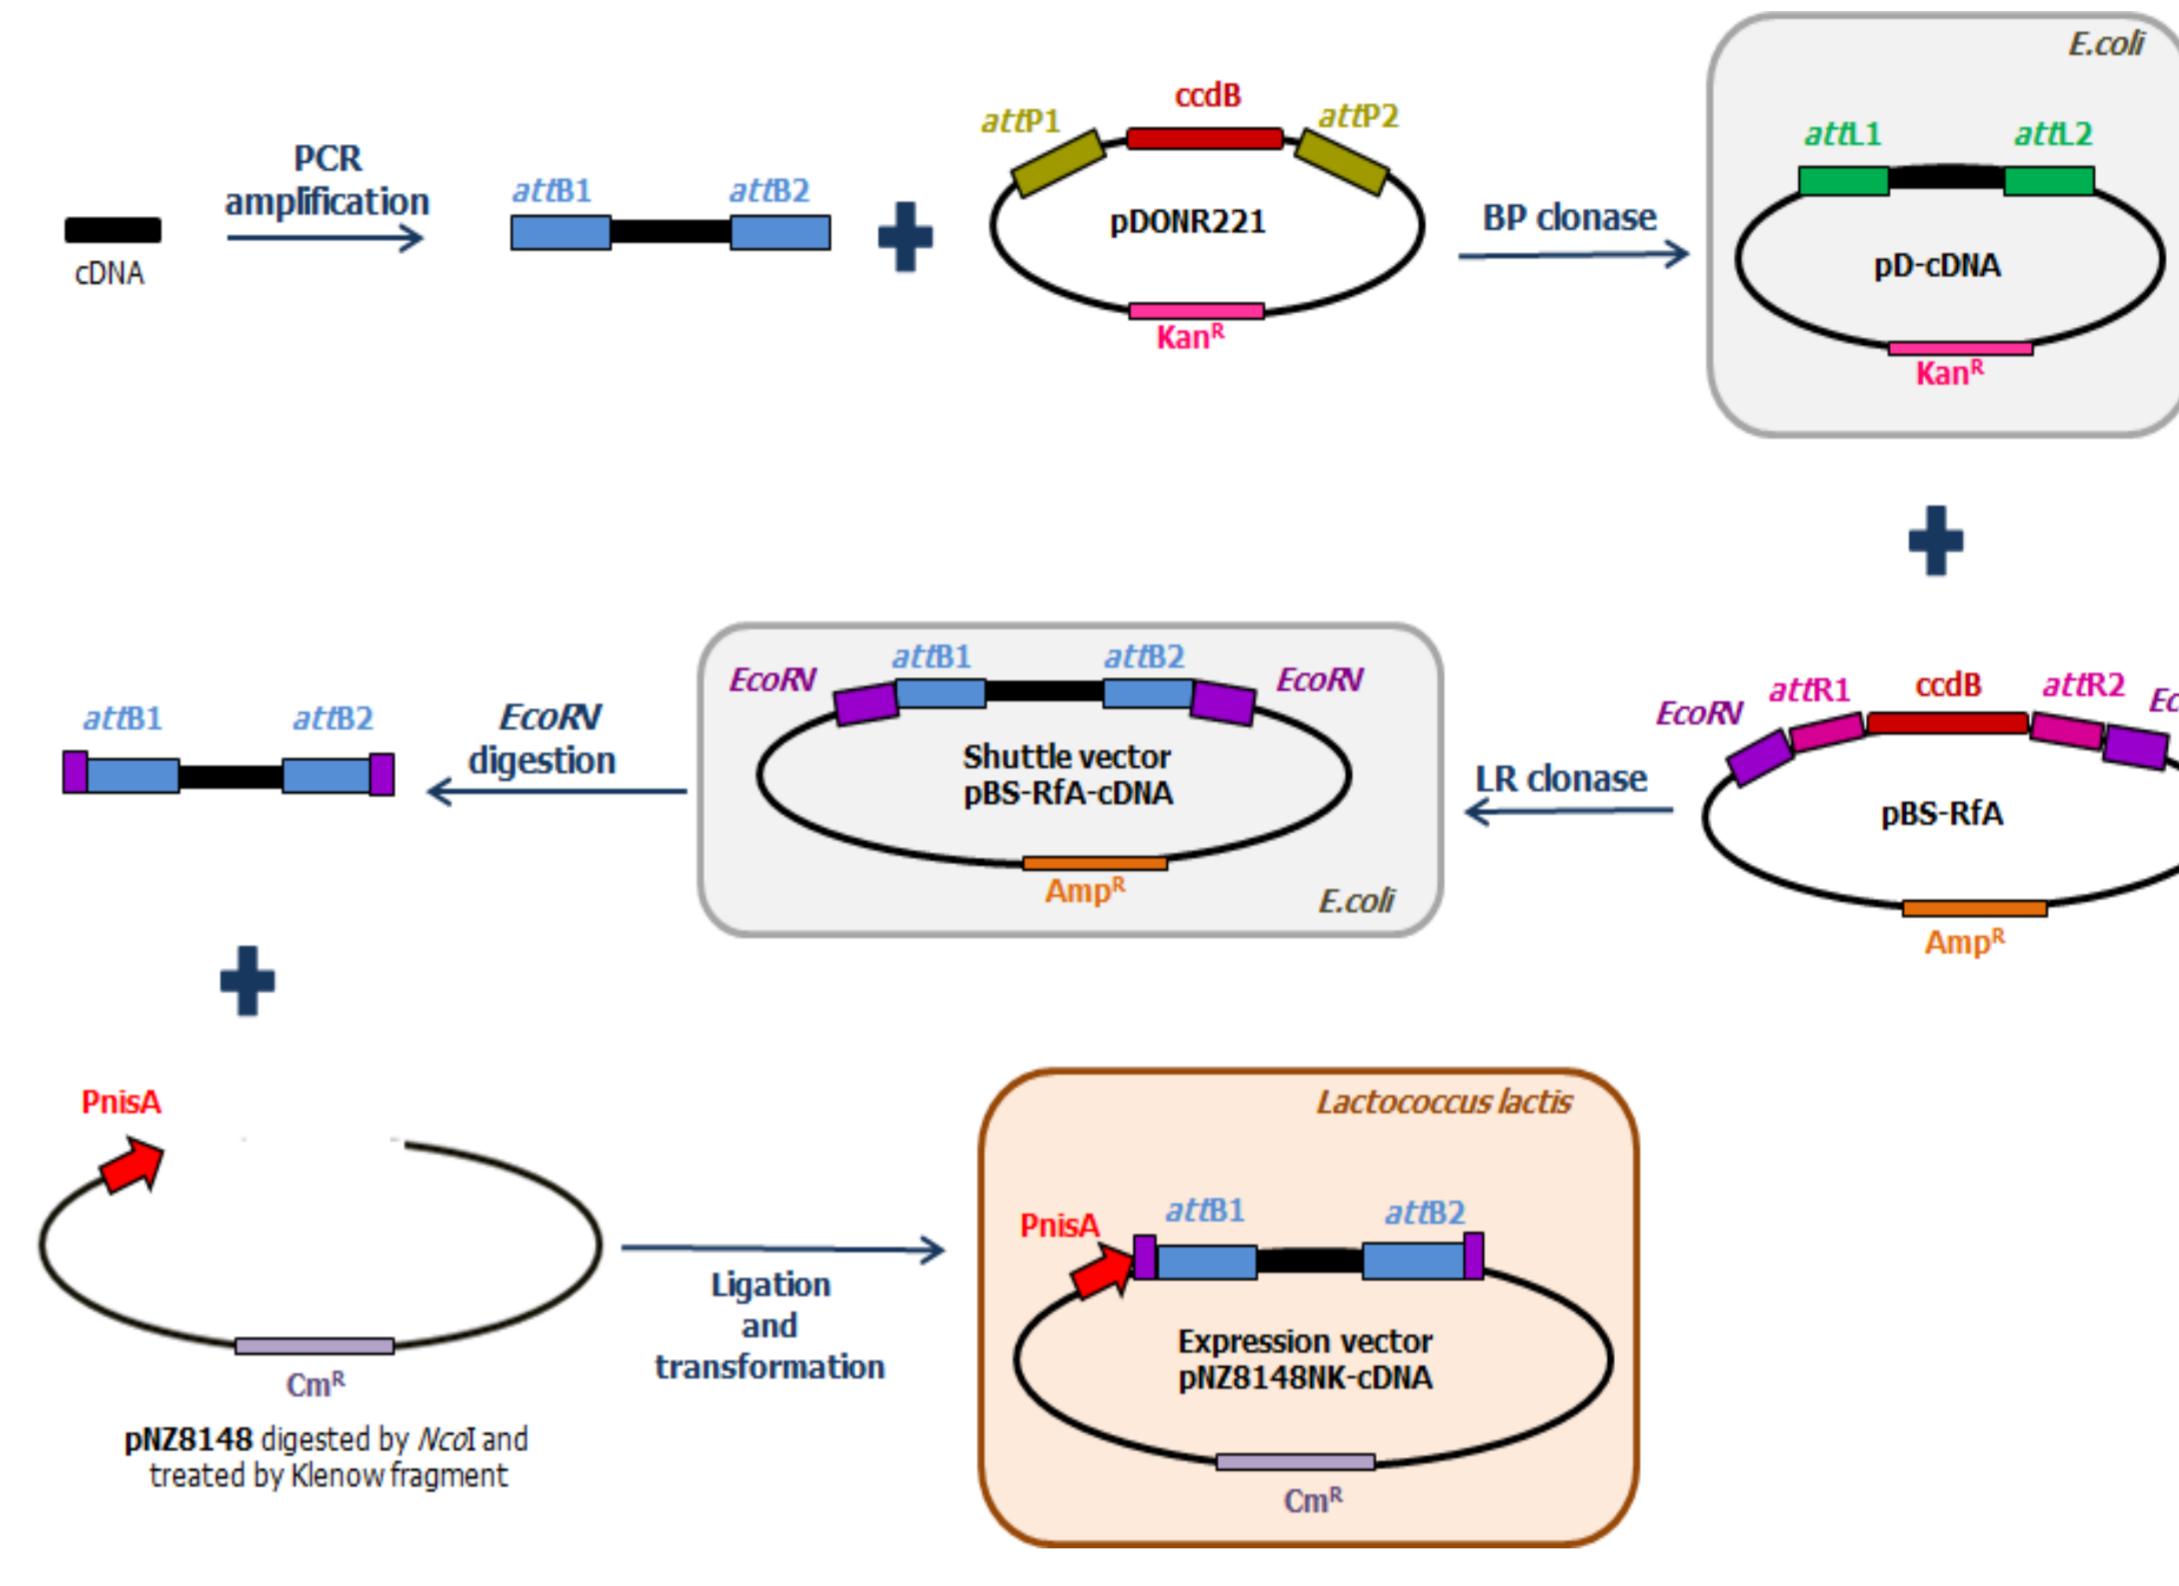 E.coli
ccdB
attP1
attP2
attL1
attL2
PCR
amplification
attB1
attB2
pDONR221
BP clonase
pD-cDNA
cDNA
KanR
KanR
EcoRV
attB1
attB2
EcoRV
EcoRV
attR1
ccdB
attR2
Ec
attB1
attB2
EcoRV
digestion
Shuttle vector
pBS-RfA-cDNA
LR clonase
pBS-RfA
AmpR
E.coli
AmpR
PnisA
Lactococcus lactis
PnisA
attB1
attB2
Ligation
and
transformation
Expression vector
pNZ8148NK-cDNA
CmR
pNZ8148 digested by NcoI and
treated by Klenow fragment
CmR